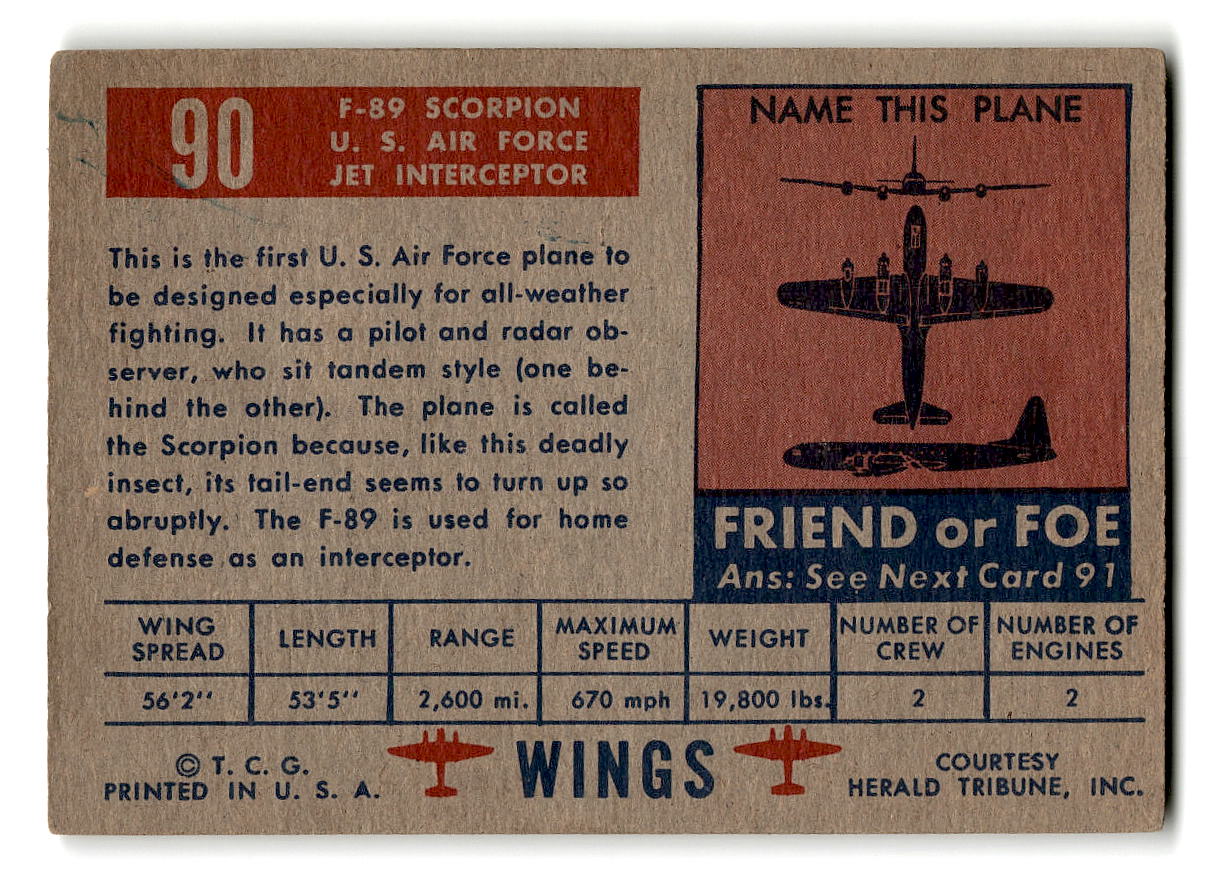 90
F-89 SCORPION
U. S. AIR FORCE
JET INTERCEPTOR
This is the first U. S. Air Force plane to
be designed especially for all-weather
fighting. It has a pilot and radar ob-
server, who sit tandem style (one be-
hind the other). The plane is called
the Scorpion because, like this deadly
insect, its tail-end seems to turn up so
abruptly. The F-89 is used for home
defense as an interceptor.
NAME THIS PLANE
FRIEND or FOE
Ans: See Next Card 91
WING SPREAD LENGTH RANGE MAXIMUM SPEED WEIGHT NUMBER OF CREW NUMBER OF ENGINES
56'2'' 53'5'' 2,600 mi. 670 mph 19,800 lbs. 2 2
© T. C. G.
PRINTED IN U. S. A.
WINGS
COURTESY
HERALD TRIBUNE, INC.